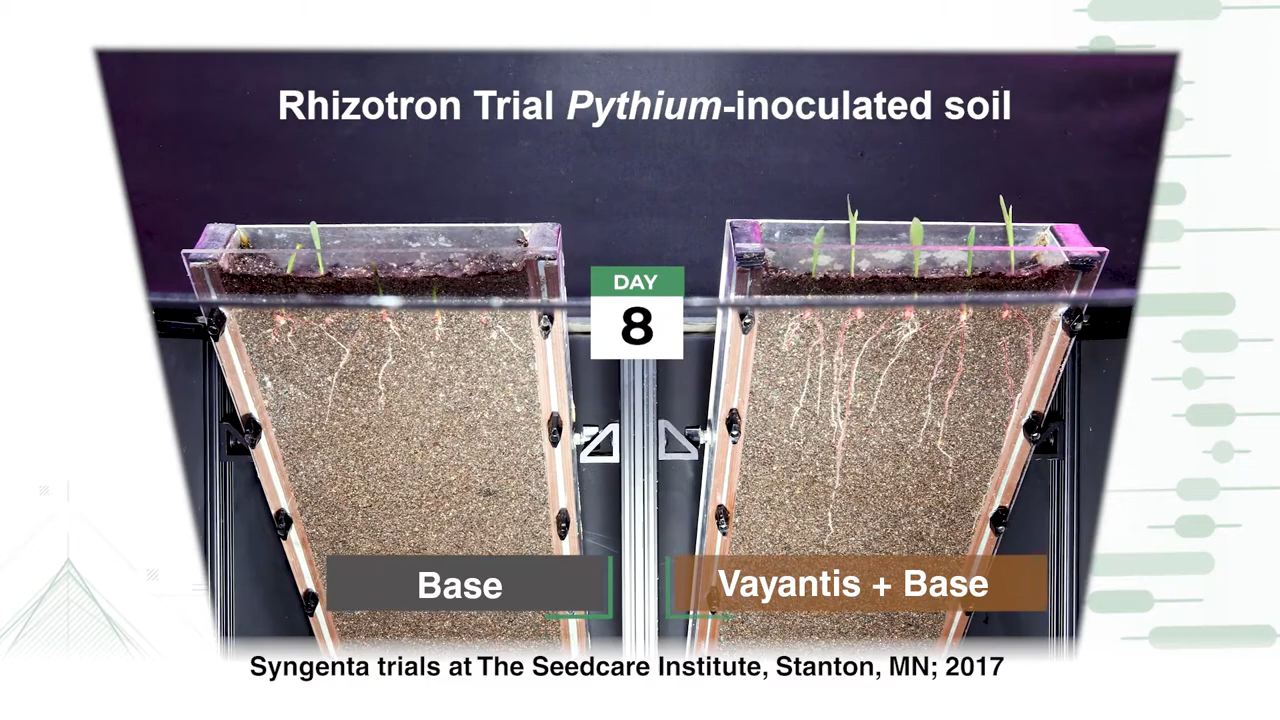 Rhizotron Trial Pythium-inoculated soil
DAY
8
Base
Vayantis + Base
Syngenta trials at The Seedcare Institute, Stanton, MN; 2017